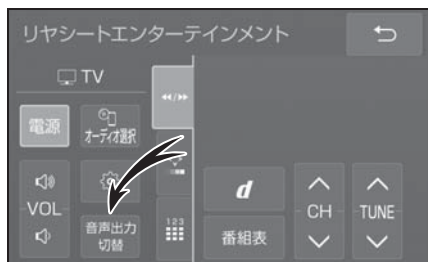 リヤシートエンターテインメント
TV
電源
オーディオ選択
VOL
音声出力
切替
123
d
番組表
CH
TUNE